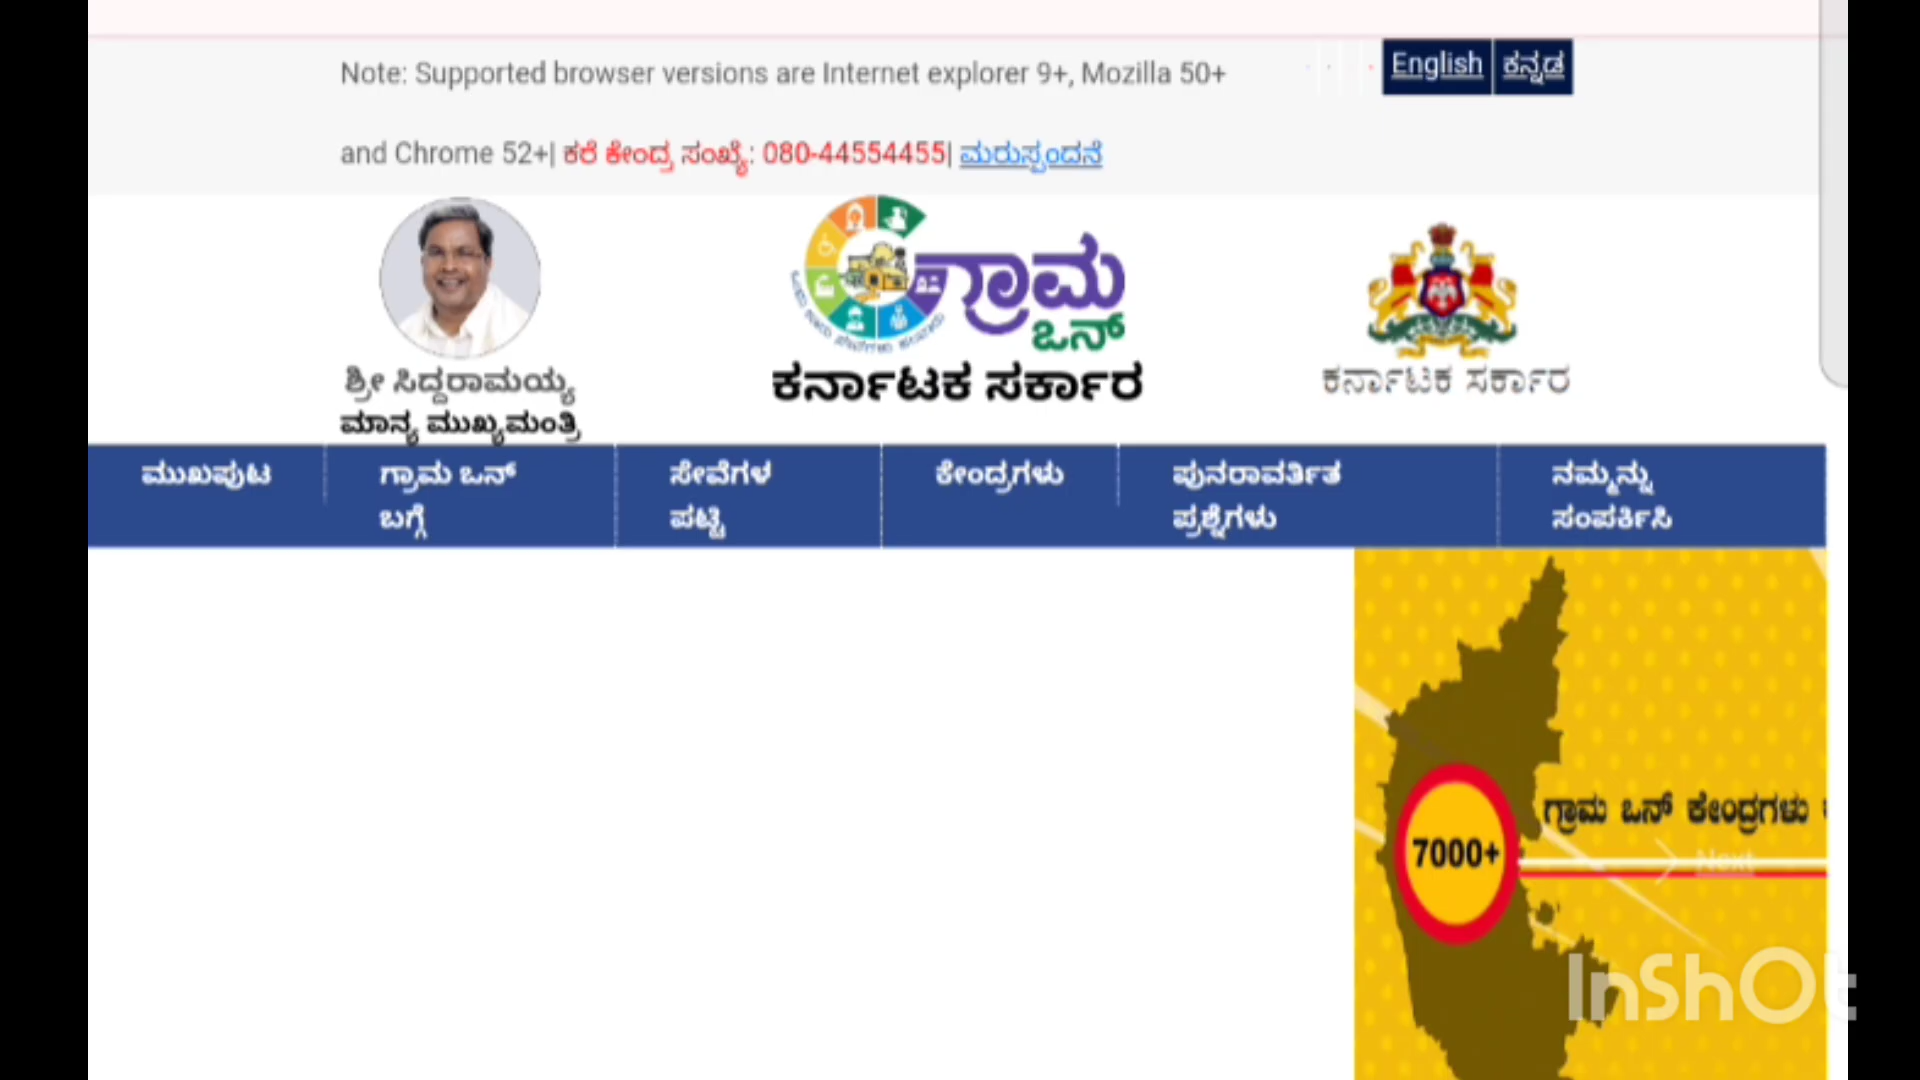 Note: Supported browser versions are Internet explorer 9+, Mozilla 50+
English ಕನ್ನಡ
and Chrome 52+| ಕರೆ ಕೇಂದ್ರ ಸಂಖ್ಯೆ: 080-44554455| ಮರುಸ್ಪಂದನೆ
ಗ್ರಾಮ
ಒನ್
ಕರ್ನಾಟಕ ಸರ್ಕಾರ
ಕರ್ನಾಟಕ ಸರ್ಕಾರ
ಶ್ರೀ ಸಿದ್ದರಾಮಯ್ಯ
ಮಾನ್ಯ ಮುಖ್ಯಮಂತ್ರಿ
ಮುಖಪುಟ
ಗ್ರಾಮ ಒನ್
ಬಗ್ಗೆ
ಸೇವೆಗಳ
ಪಟ್ಟಿ
ಕೇಂದ್ರಗಳು
ಪುನರಾವರ್ತಿತ
ಪ್ರಶ್ನೆಗಳು
ನಮ್ಮನ್ನು
ಸಂಪರ್ಕಿಸಿ
ಗ್ರಾಮ ಒನ್ ಕೇಂದ್ರಗಳು
7000+
Next
InShOt